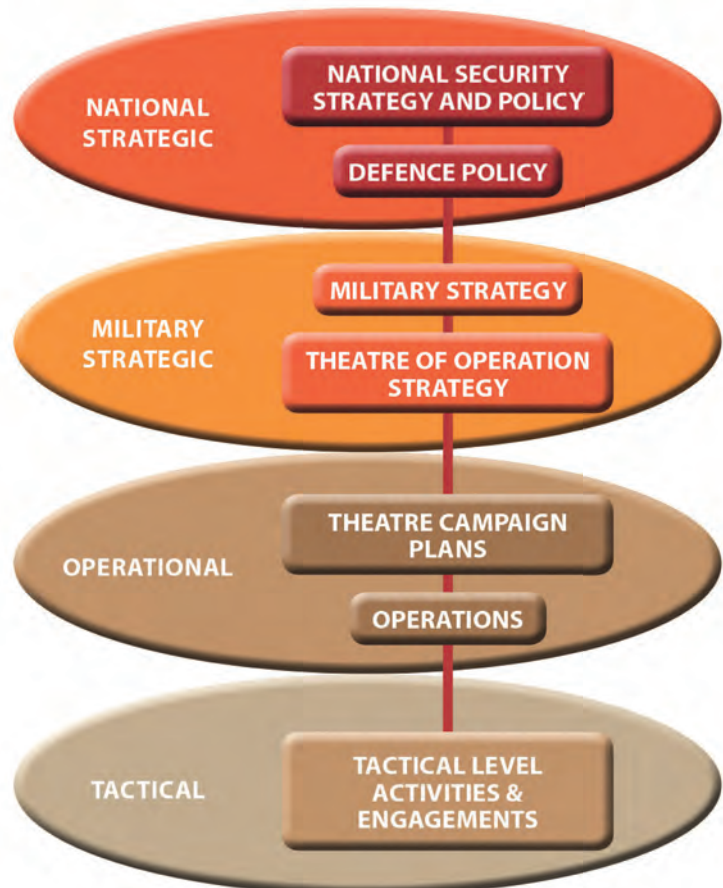 NATIONAL
STRATEGIC
NATIONAL SECURITY
STRATEGY AND POLICY
DEFENCE POLICY
MILITARY
STRATEGIC
MILITARY STRATEGY
THEATRE OF OPERATION
STRATEGY
OPERATIONAL
THEATRE CAMPAIGN
PLANS
OPERATIONS
TACTICAL
TACTICAL LEVEL
ACTIVITIES &
ENGAGEMENTS